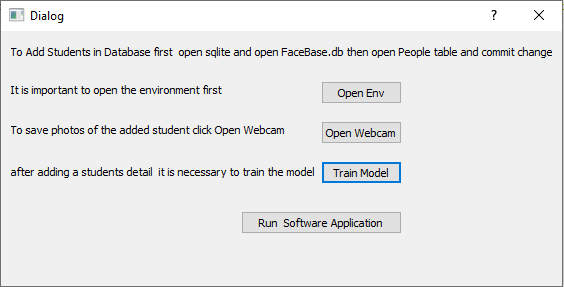 Dialog
To Add Students in Database first  open sqlite and open FaceBase.db then open People table and commit change
It is important to open the environment first
Open Env
To save photos of the added student click Open Webcam
Open Webcam
after adding a students detail  it is necessary to train the model
Train Model
Run  Software Application